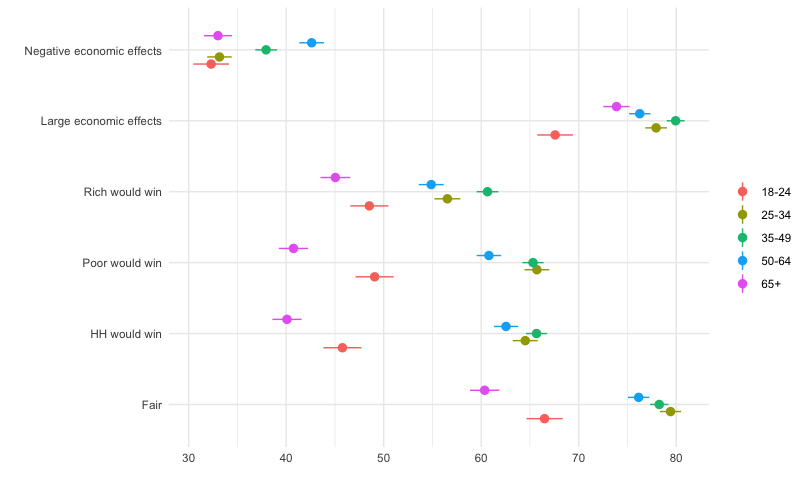 Negative economic effects
Large economic effects
Rich would win
Poor would win
HH would win
Fair
30 40 50 60 70 80
18-24
25-34
35-49
50-64
65+